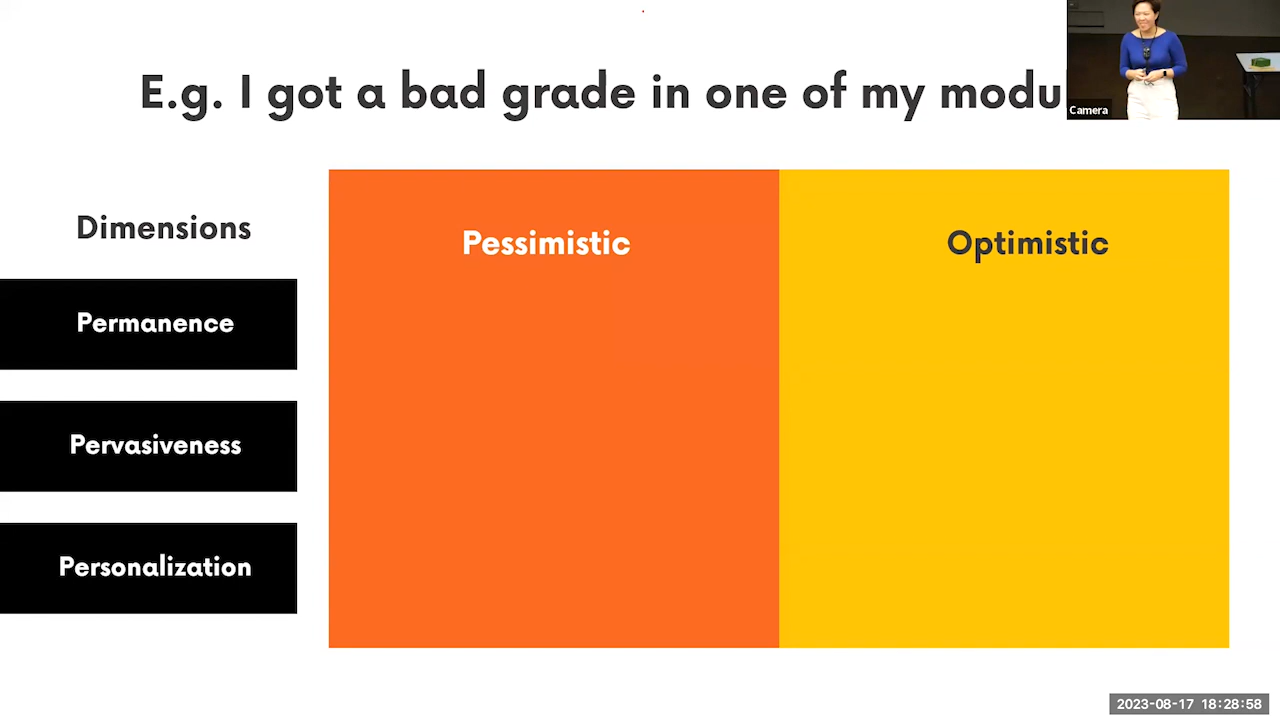 E.g. I got a bad grade in one of my modu
Camera
Dimensions
Pessimistic
Optimistic
Permanence
Pervasiveness
Personalization
2023-08-17 18:28:58